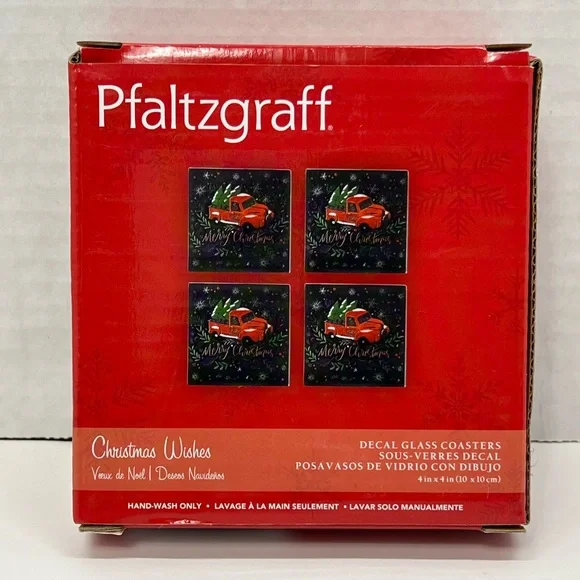 Pfaltzgraff®
Merry Christmas
Merry Christmas
Merry Christmas
Merry Christmas
Christmas Wishes
Vœux de Noël | Deseos Navideños
DECAL GLASS COASTERS
SOUS-VERRES DECAL
POSAVASOS DE VIDRIO CON DIBUJO
4 in x 4 in (10 x 10 cm)
HAND-WASH ONLY • LAVAGE À LA MAIN SEULEMENT • LAVAR SOLO MANUALMENTE